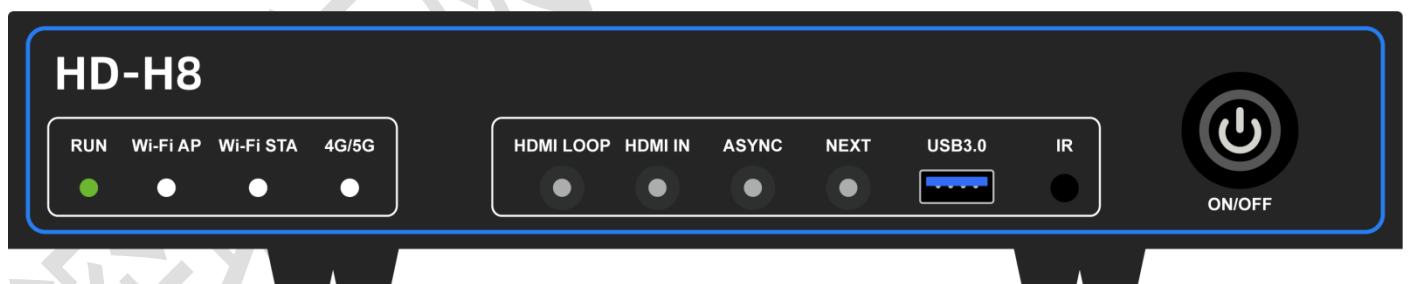 HD-H8
RUN Wi-Fi AP Wi-Fi STA 4G/5G
HDMI LOOP HDMI IN ASYNC NEXT USB3.0 IR
ON/OFF